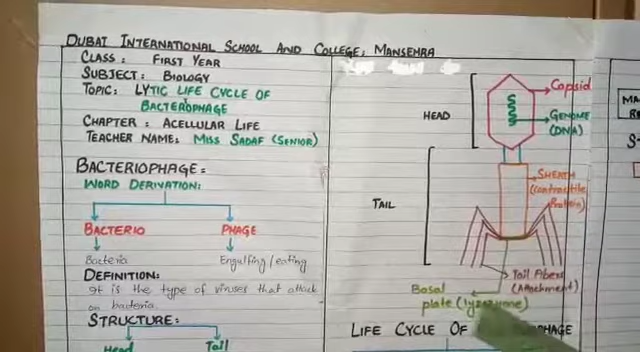 DUBAI INTERNATIONAL SCHOOL AND COLLEGE, MANSEHRA
CLASS: FIRST YEAR
SUBJECT: BIOLOGY
TOPIC: LYTIC LIFE CYCLE OF
BACTEROPHAGE
CHAPTER: ACELLULAR LIFE
TEACHER NAME: MISS SADAF (SENIOR)
BACTERIOPHAGE:
WORD DERIVATION:
BACTERIO PHAGE
Bacteria Engulfing/eating
DEFINITION:
It is the type of viruses that attack
on bacteria
STRUCTURE:
Head Tail
Capsid
HEAD
GENOME
(DNA)
SHEATH
(contractile
Protein)
TAIL
Tail Fibers
(Attachment)
Basal
plate (lysozyme)
LIFE CYCLE OF